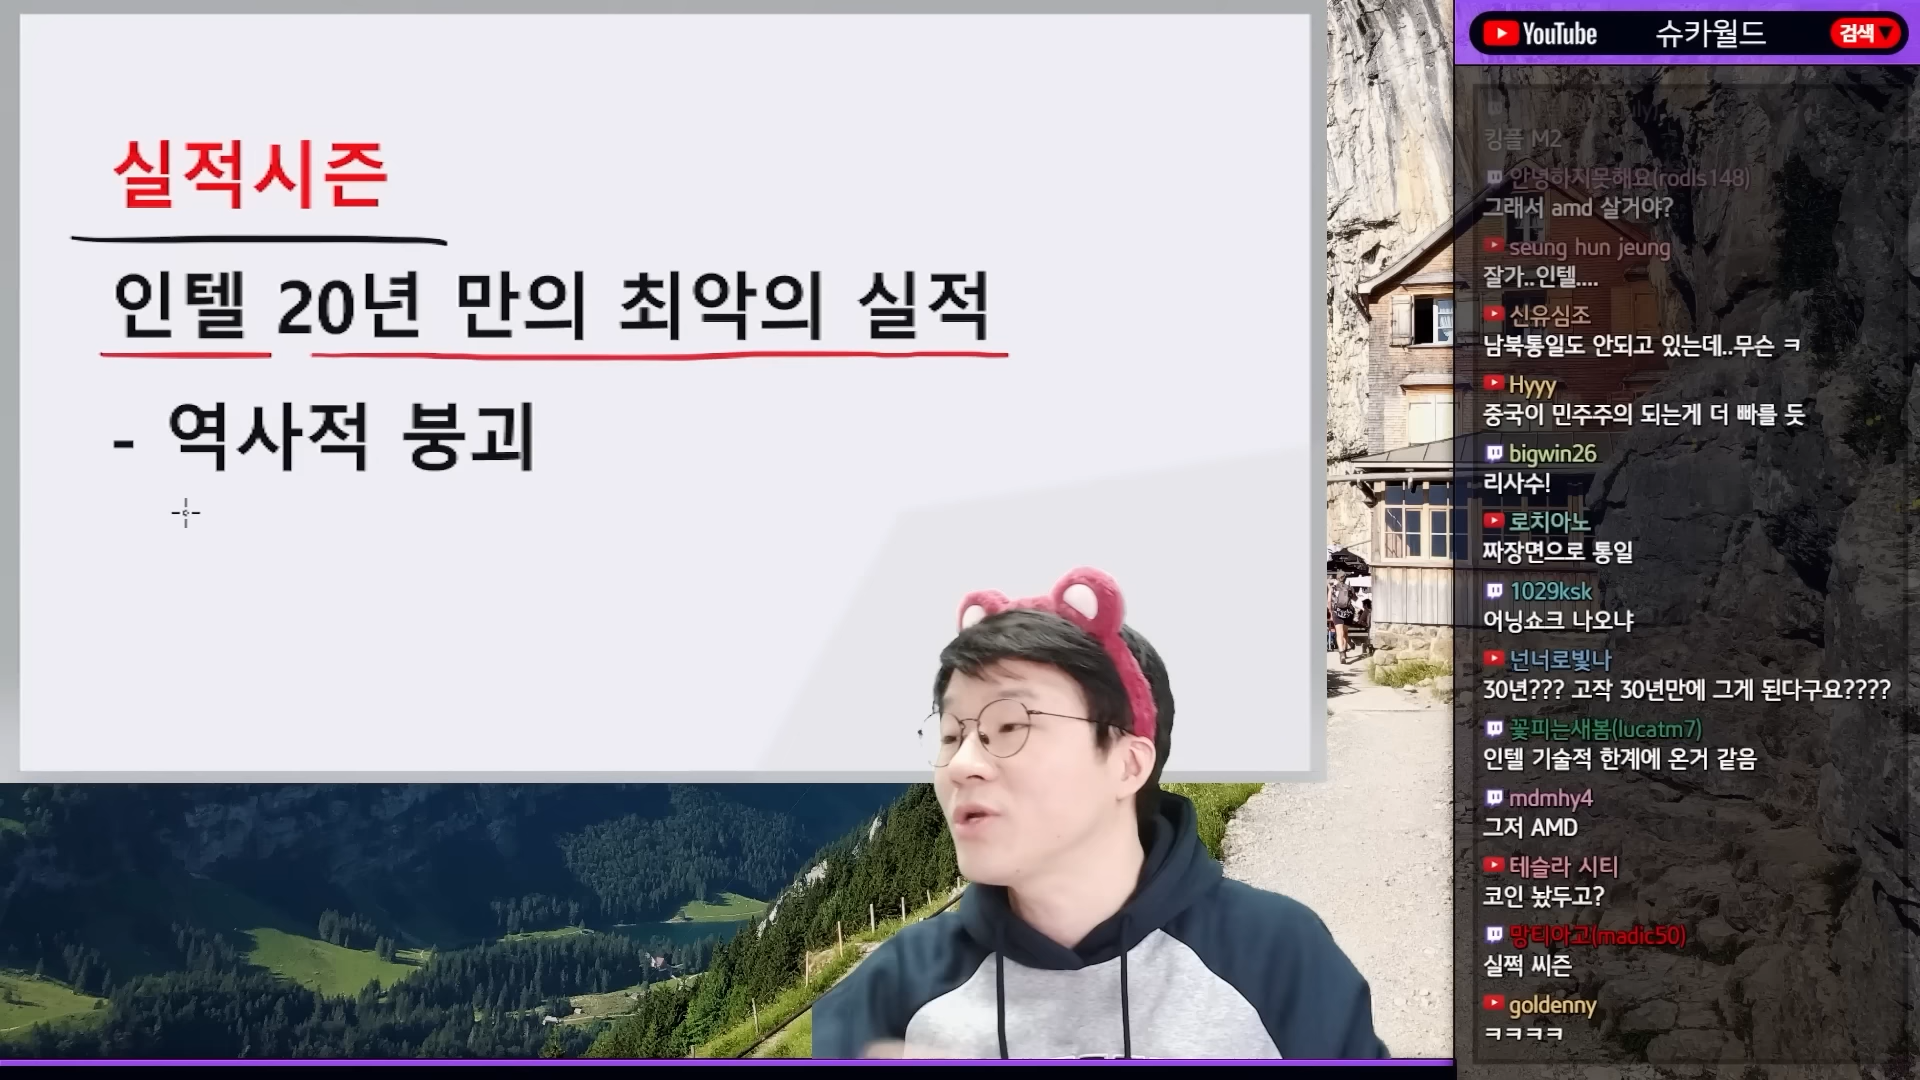 실적시즌
인텔 20년 만의 최악의 실적
- 역사적 붕괴
YouTube 슈카월드 검색▼
킹플 M2
안녕하지못해요(rodls148)
그래서 amd 살거야?
seung hun jeung
잘가..인텔....
신유심조
남북통일도 안되고 있는데..무슨 ㅋ
Hyyy
중국이 민주주의 되는게 더 빠를 듯
bigwin26
리사수!
로치아노
짜장면으로 통일
1029ksk
어닝쇼크 나오냐
넌너로빛나
30년??? 고작 30년만에 그게 된다구요????
꽃피는새봄(lucatm7)
인텔 기술적 한계에 온거 같음
mdmhy4
그저 AMD
테슬라 시티
코인 놨두고?
망티아고(madic50)
실쩍 씨즌
goldenny
ㅋㅋㅋㅋ